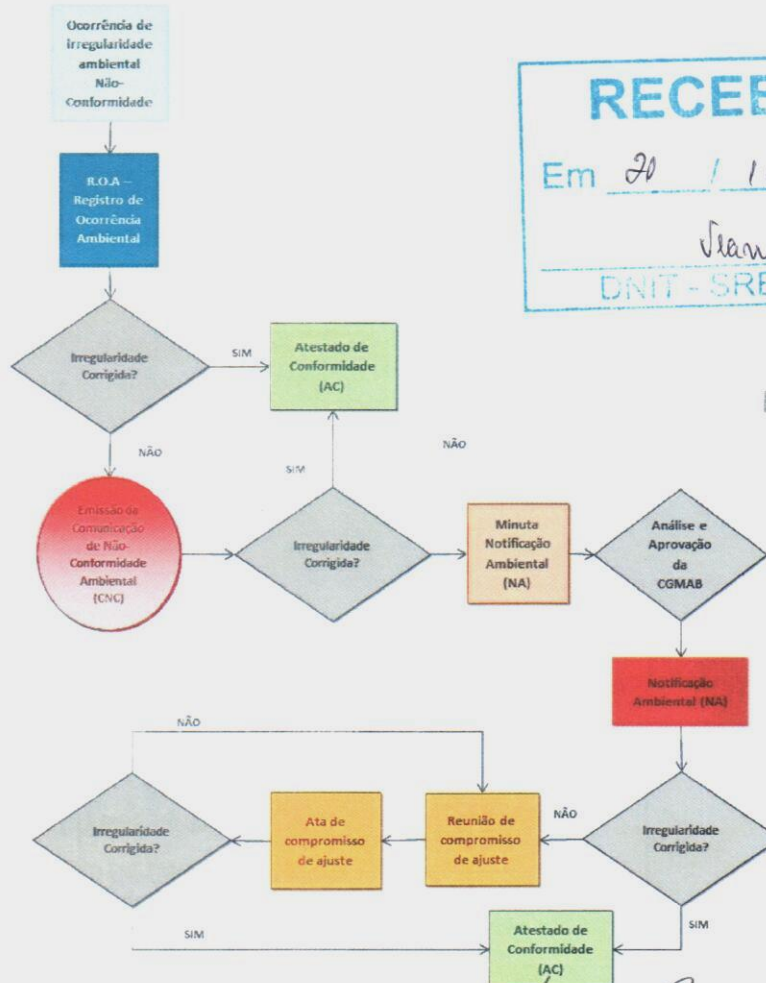 Ocorrência de
irregularidade
ambiental
Não-
Conformidade
R.O.A –
Registro de
Ocorrência
Ambiental
Em 20 / 1
DNIT - SRE
Irregularidade
Corrigida?
SIM
Atestado de
Conformidade
(AC)
NÃO
SIM
NÃO
Emissão da
Comunicação
de Não-
Conformidade
Ambiental
(CNC)
Irregularidade
Corrigida?
Minuta
Notificação
Ambiental
(NA)
Análise e
Aprovação
da
CGMAB
Notificação
Ambiental (NA)
NÃO
Irregularidade
Corrigida?
Ata de
compromisso
de ajuste
Reunião de
compromisso
de ajuste
NÃO
Irregularidade
Corrigida?
SIM
SIM
Atestado de
Conformidade
(AC)